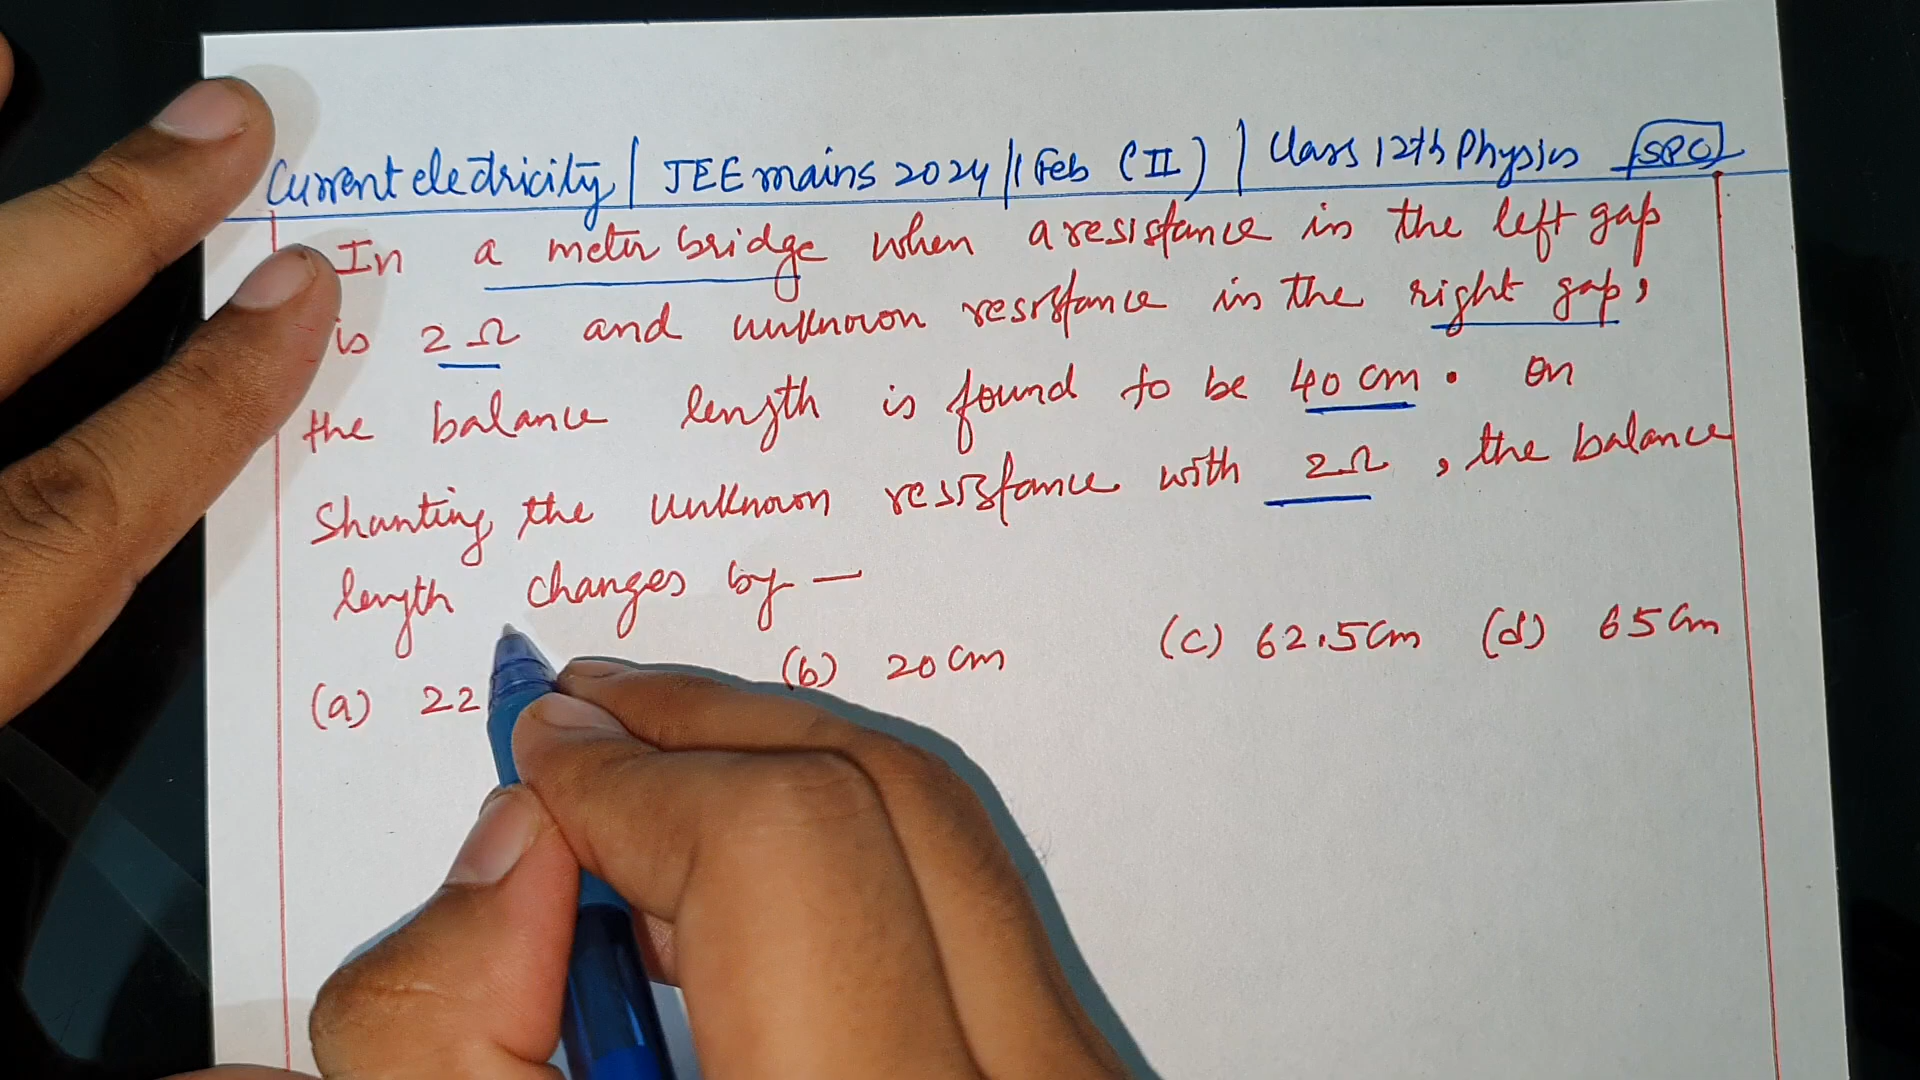 Current electricity | JEE mains 2024 | 1 Feb (II) | Class 12th Physics SPC
In a meter bridge when a resistance in the left gap
is 2 Ω and unknown resistance in the right gap,
the balance length is found to be 40 cm. On
Shunting the unknown resistance with 2Ω, the balance
length changes by —
(a) 22 (b) 20 cm (c) 62.5 cm (d) 65 cm